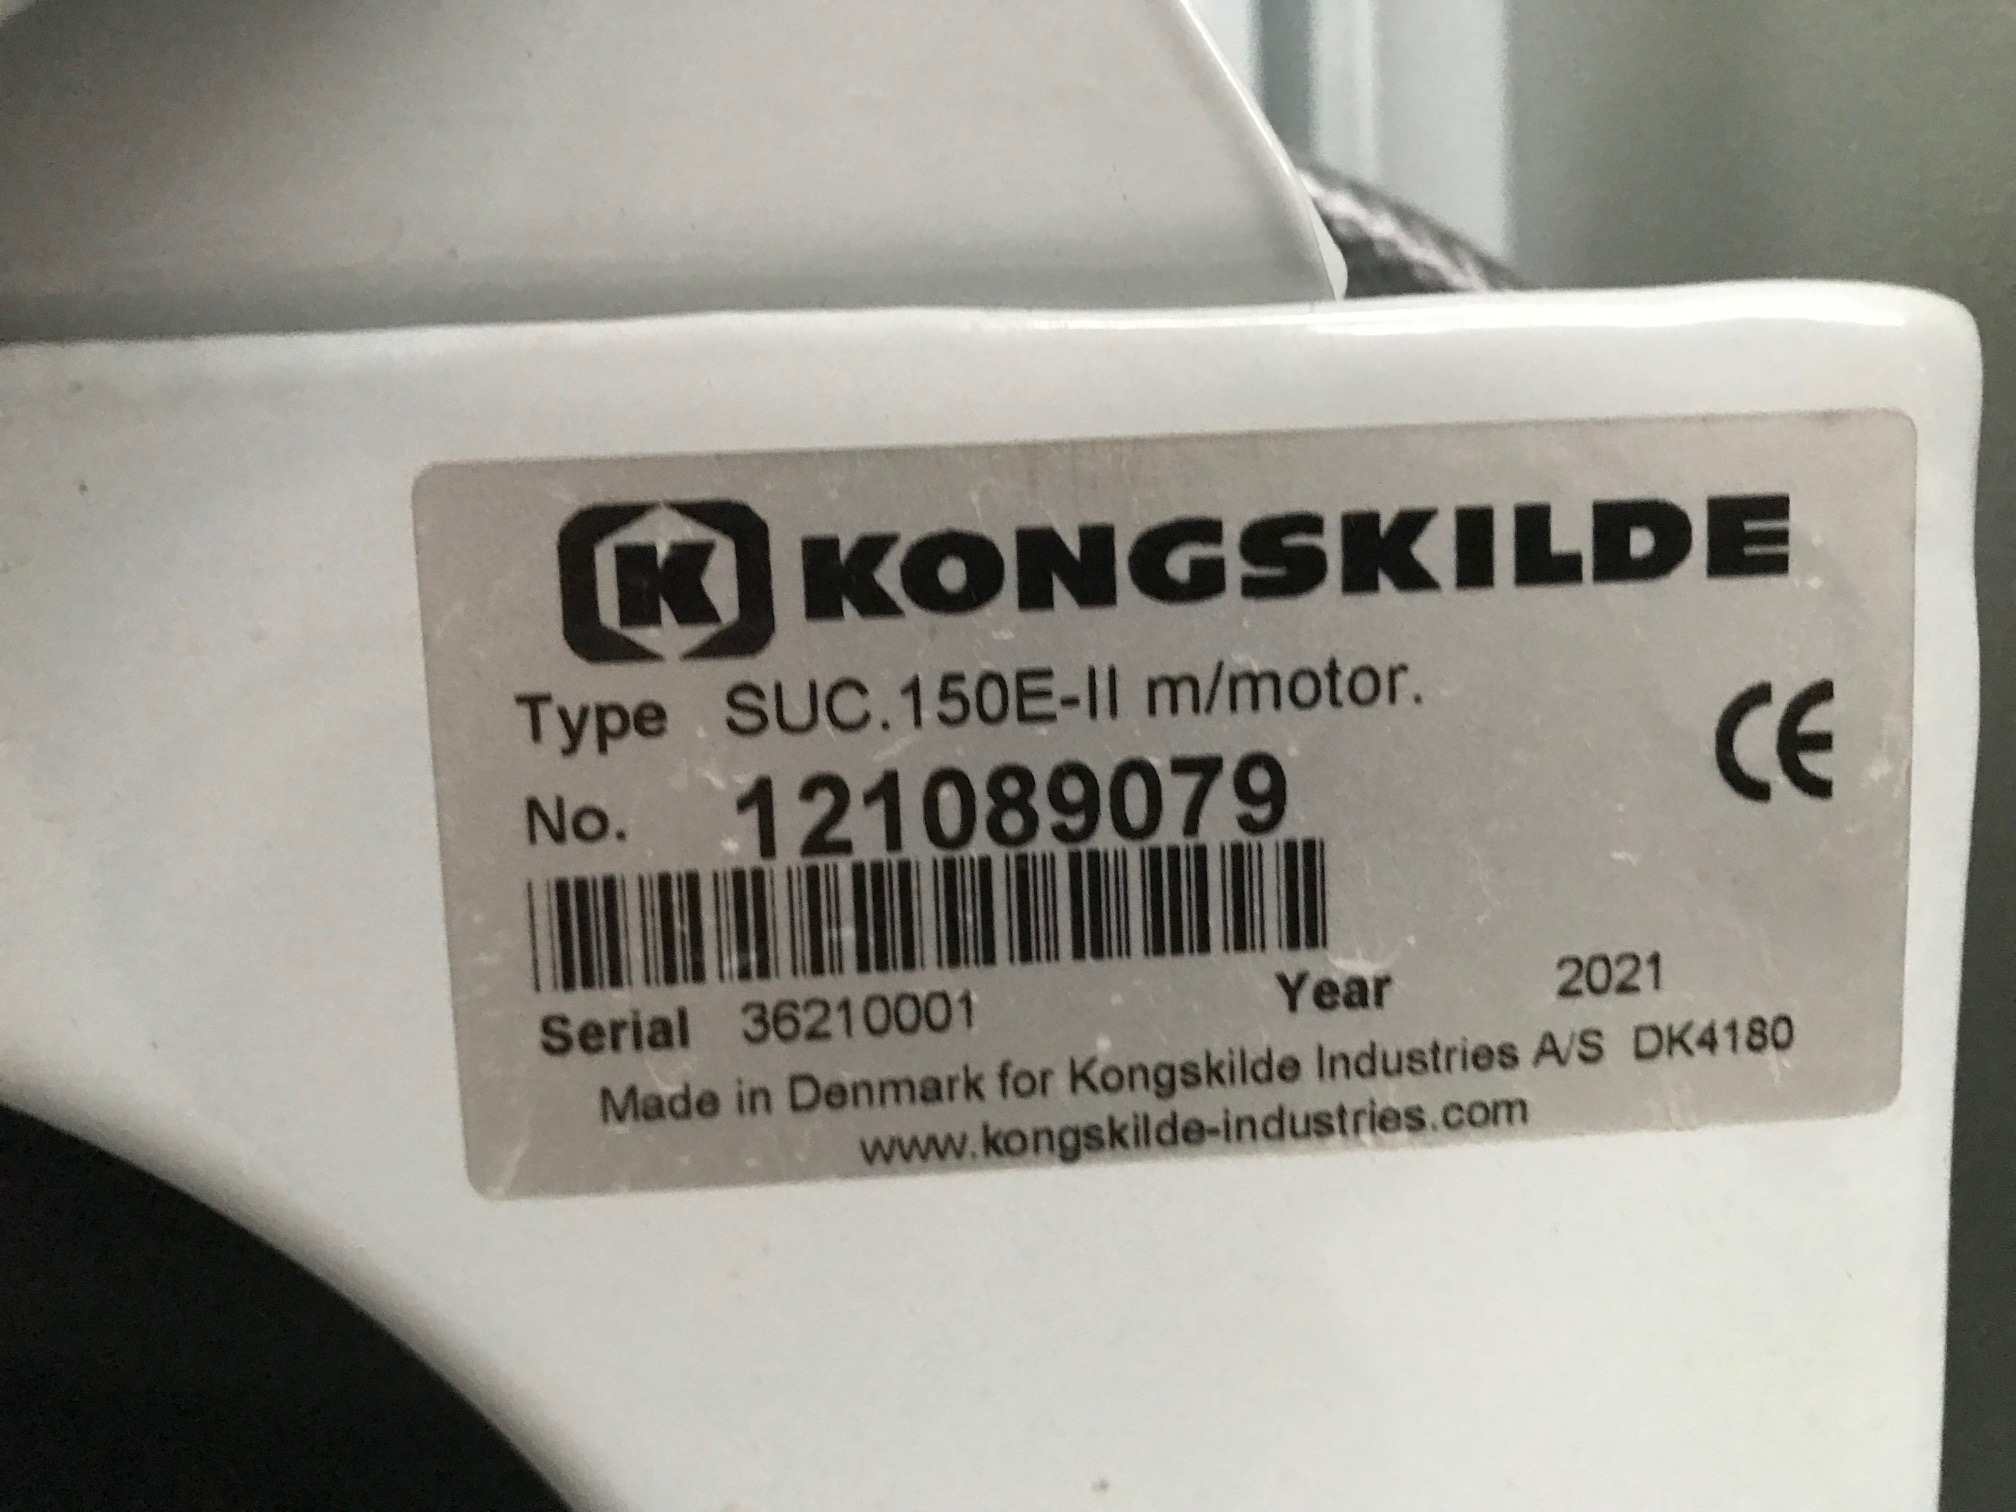 K KONGSKILDE
Type SUC.150E-II m/motor.
CE
No. 121089079
Serial 36210001 Year 2021
Made in Denmark for Kongskilde Industries A/S DK4180
www.kongskilde-industries.com